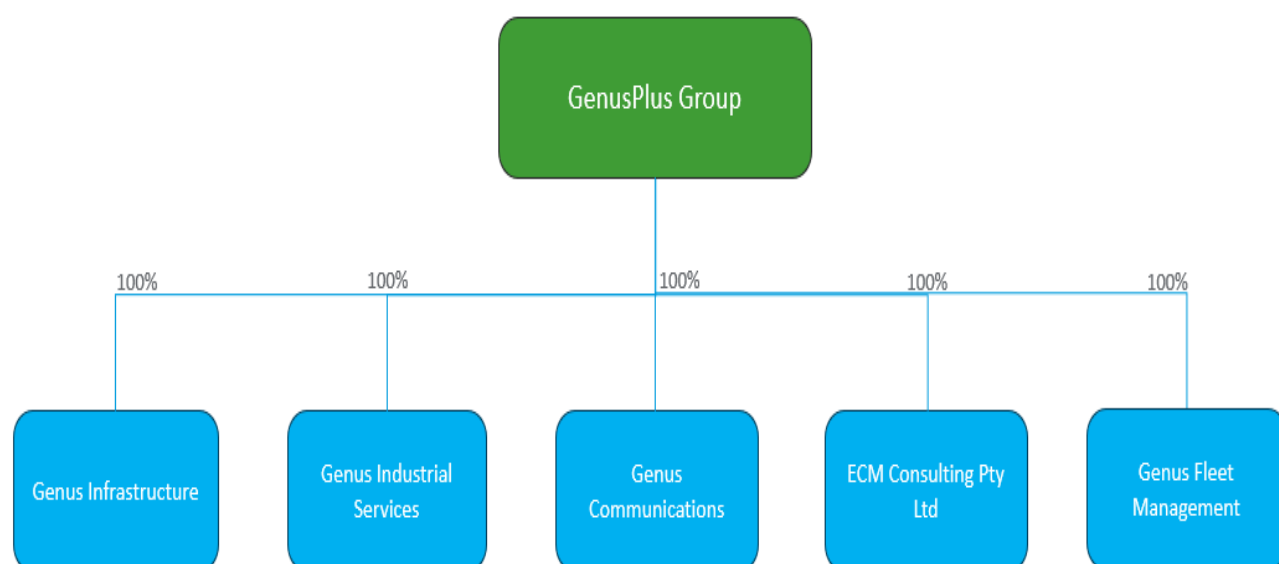 GenusPlus Group
100%
100%
100%
100%
100%
Genus Infrastructure
Genus Industrial
Services
Genus
Communications
ECM Consulting Pty
Ltd
Genus Fleet
Management